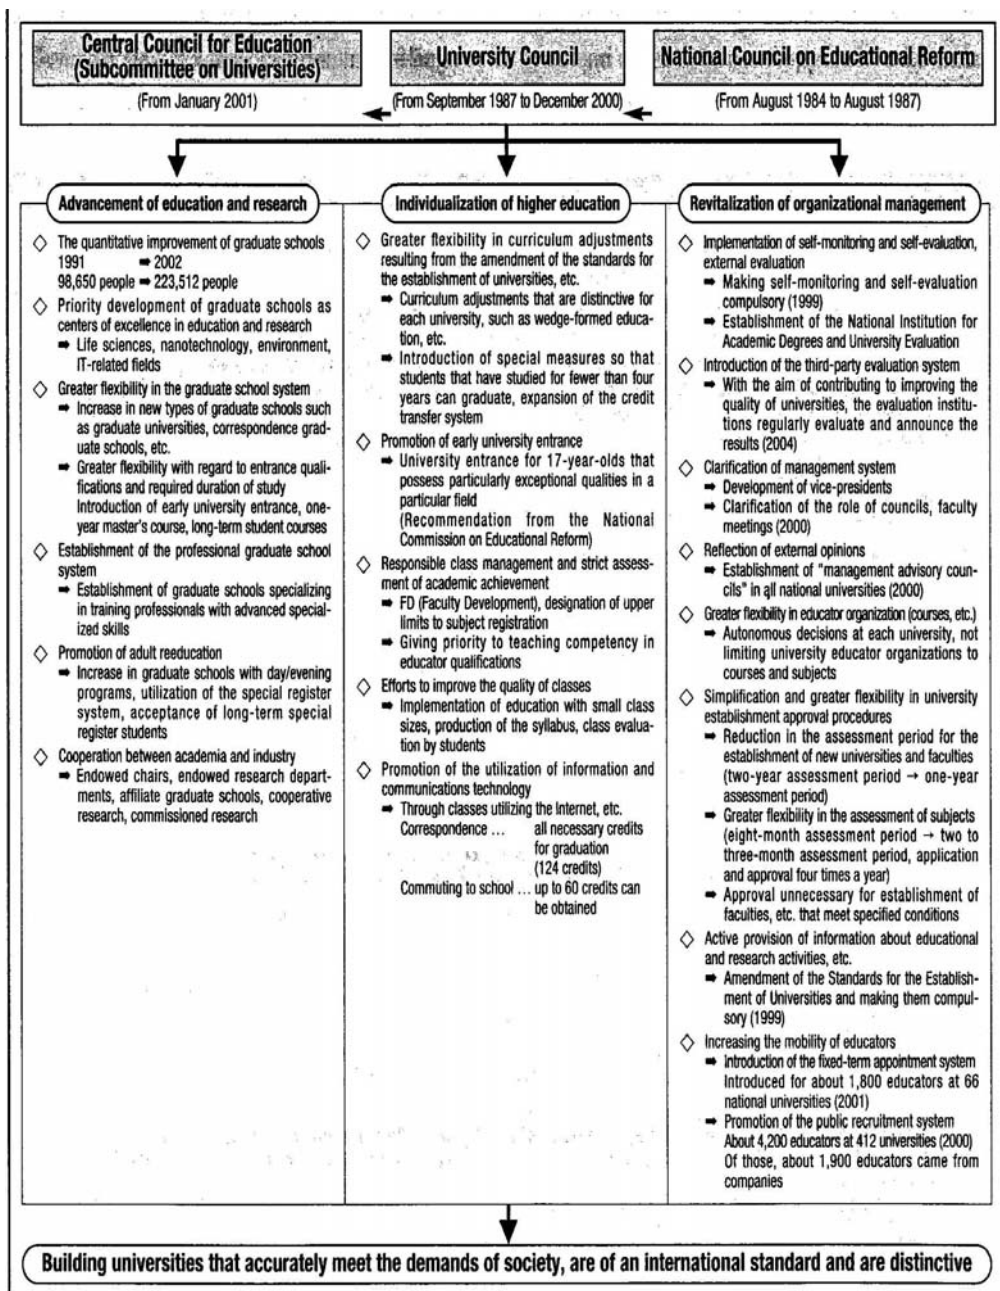 Central Council for Education
(Subcommittee on Universities)
(From January 2001)
University Council
(From September 1987 to December 2000)
National Council on Educational Reform
(From August 1984 to August 1987)
Advancement of education and research
◇ The quantitative improvement of graduate schools
1991 ➡ 2002
98,650 people ➡ 223,512 people
◇ Priority development of graduate schools as
centers of excellence in education and research
➡ Life sciences, nanotechnology, environment,
IT-related fields
◇ Greater flexibility in the graduate school system
➡ Increase in new types of graduate schools such
as graduate universities, correspondence grad-
uate schools, etc.
➡ Greater flexibility with regard to entrance quali-
fications and required duration of study
Introduction of early university entrance, one-
year master's course, long-term student courses
◇ Establishment of the professional graduate school
system
➡ Establishment of graduate schools specializing
in training professionals with advanced special-
ized skills
◇ Promotion of adult reeducation
➡ Increase in graduate schools with day/evening
programs, utilization of the special register
system, acceptance of long-term special
register students
◇ Cooperation between academia and industry
➡ Endowed chairs, endowed research depart-
ments, affiliate graduate schools, cooperative
research, commissioned research
Individualization of higher education
◇ Greater flexibility in curriculum adjustments
resulting from the amendment of the standards for
the establishment of universities, etc.
➡ Curriculum adjustments that are distinctive for
each university, such as wedge-formed educa-
tion, etc.
➡ Introduction of special measures so that
students that have studied for fewer than four
years can graduate, expansion of the credit
transfer system
◇ Promotion of early university entrance
➡ University entrance for 17-year-olds that
possess particularly exceptional qualities in a
particular field
(Recommendation from the National
Commission on Educational Reform)
◇ Responsible class management and strict assess-
ment of academic achievement
➡ FD (Faculty Development), designation of upper
limits to subject registration
➡ Giving priority to teaching competency in
educator qualifications
◇ Efforts to improve the quality of classes
➡ Implementation of education with small class
sizes, production of the syllabus, class evalua-
tion by students
◇ Promotion of the utilization of information and
communications technology
➡ Through classes utilizing the Internet, etc.
Correspondence ... all necessary credits
for graduation
(124 credits)
Commuting to school ... up to 60 credits can
be obtained
Revitalization of organizational management
◇ Implementation of self-monitoring and self-evaluation,
external evaluation
➡ Making self-monitoring and self-evaluation
compulsory (1999)
➡ Establishment of the National Institution for
Academic Degrees and University Evaluation
◇ Introduction of the third-party evaluation system
➡ With the aim of contributing to improving the
quality of universities, the evaluation institu-
tions regularly evaluate and announce the
results (2004)
◇ Clarification of management system
➡ Development of vice-presidents
➡ Clarification of the role of councils, faculty
meetings (2000)
◇ Reflection of external opinions
➡ Establishment of "management advisory coun-
cils" in all national universities (2000)
◇ Greater flexibility in educator organization (courses, etc.)
➡ Autonomous decisions at each university, not
limiting university educator organizations to
courses and subjects
◇ Simplification and greater flexibility in university
establishment approval procedures
➡ Reduction in the assessment period for the
establishment of new universities and faculties
(two-year assessment period → one-year
assessment period)
➡ Greater flexibility in the assessment of subjects
(eight-month assessment period → two to
three-month assessment period, application
and approval four times a year)
➡ Approval unnecessary for establishment of
faculties, etc. that meet specified conditions
◇ Active provision of information about educational
and research activities, etc.
➡ Amendment of the Standards for the Establish-
ment of Universities and making them compul-
sory (1999)
◇ Increasing the mobility of educators
➡ Introduction of the fixed-term appointment system
Introduced for about 1,800 educators at 66
national universities (2001)
➡ Promotion of the public recruitment system
About 4,200 educators at 412 universities (2000)
Of those, about 1,900 educators came from
companies
Building universities that accurately meet the demands of society, are of an international standard and are distinctive